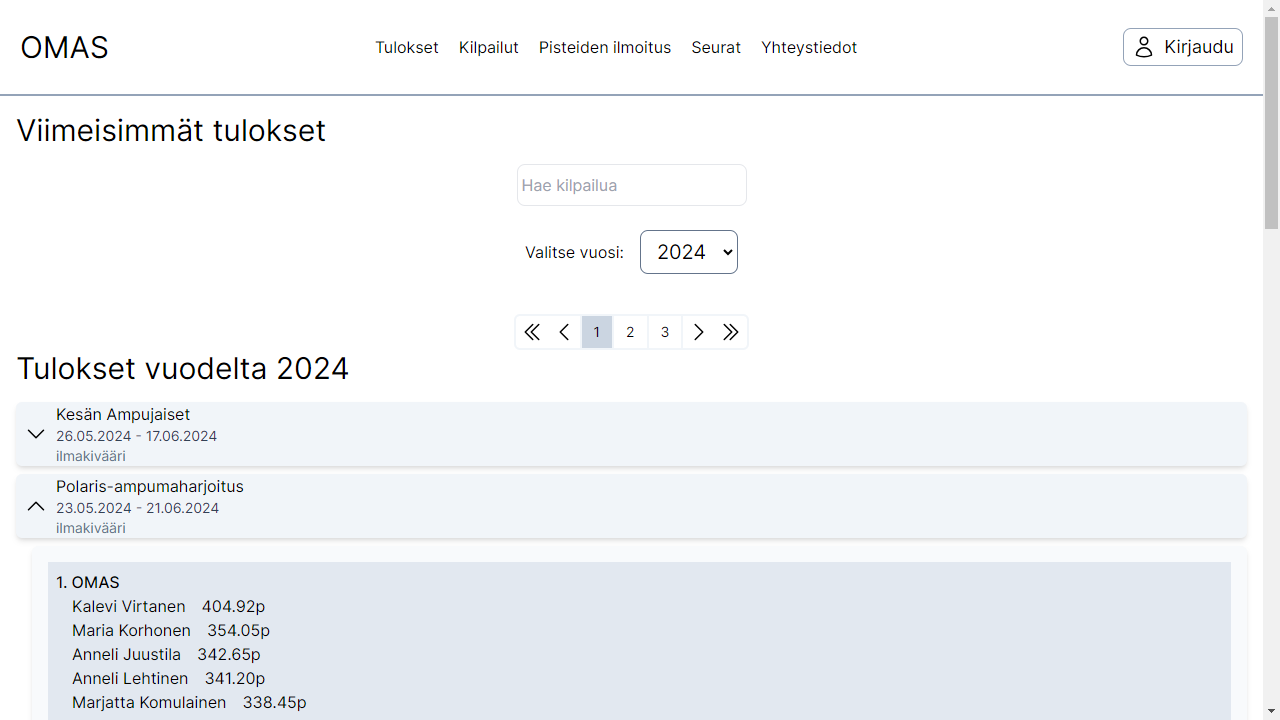 OMAS
Tulokset Kilpailut Pisteiden ilmoitus Seurat Yhteystiedot
Kirjaudu
Viimeisimmät tulokset
Hae kilpailua
Valitse vuosi: 2024
1 2 3
Tulokset vuodelta 2024
Kesän Ampujaiset
26.05.2024 - 17.06.2024
ilmakivääri
Polaris-ampumaharjoitus
23.05.2024 - 21.06.2024
ilmakivääri
1. OMAS
Kalevi Virtanen 404.92p
Maria Korhonen 354.05p
Anneli Juustila 342.65p
Anneli Lehtinen 341.20p
Marjatta Komulainen 338.45p